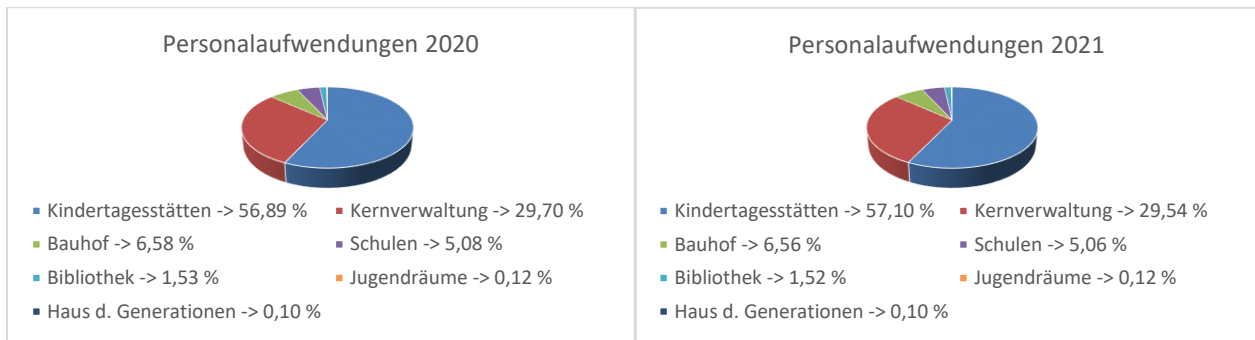 Personalaufwendungen 2020
Kindertagesstätten -> 56,89 %
Kernverwaltung -> 29,70 %
Bauhof -> 6,58 %
Schulen -> 5,08 %
Bibliothek -> 1,53 %
Jugendräume -> 0,12 %
Haus d. Generationen -> 0,10 %
Personalaufwendungen 2021
Kindertagesstätten -> 57,10 %
Kernverwaltung -> 29,54 %
Bauhof -> 6,56 %
Schulen -> 5,06 %
Bibliothek -> 1,52 %
Jugendräume -> 0,12 %
Haus d. Generationen -> 0,10 %